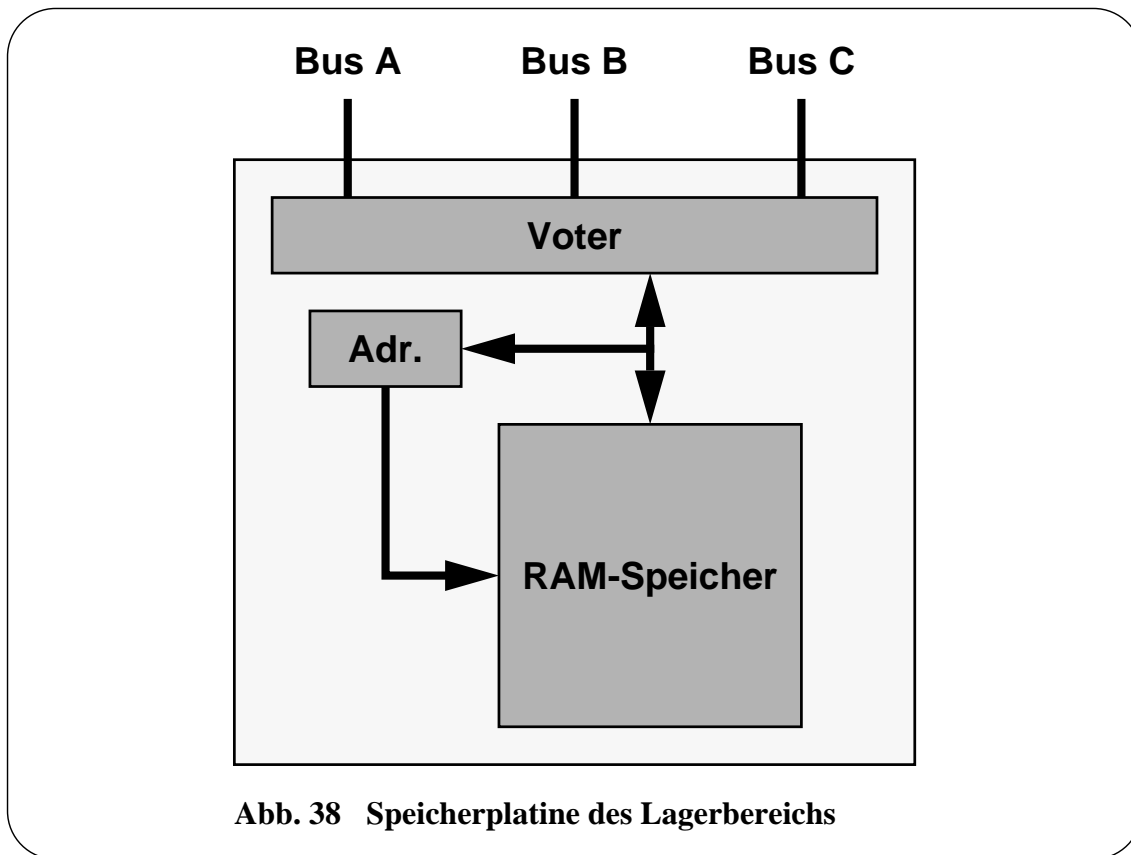 Bus A Bus B Bus C
Voter
Adr.
RAM-Speicher
Abb. 38 Speicherplatine des Lagerbereichs